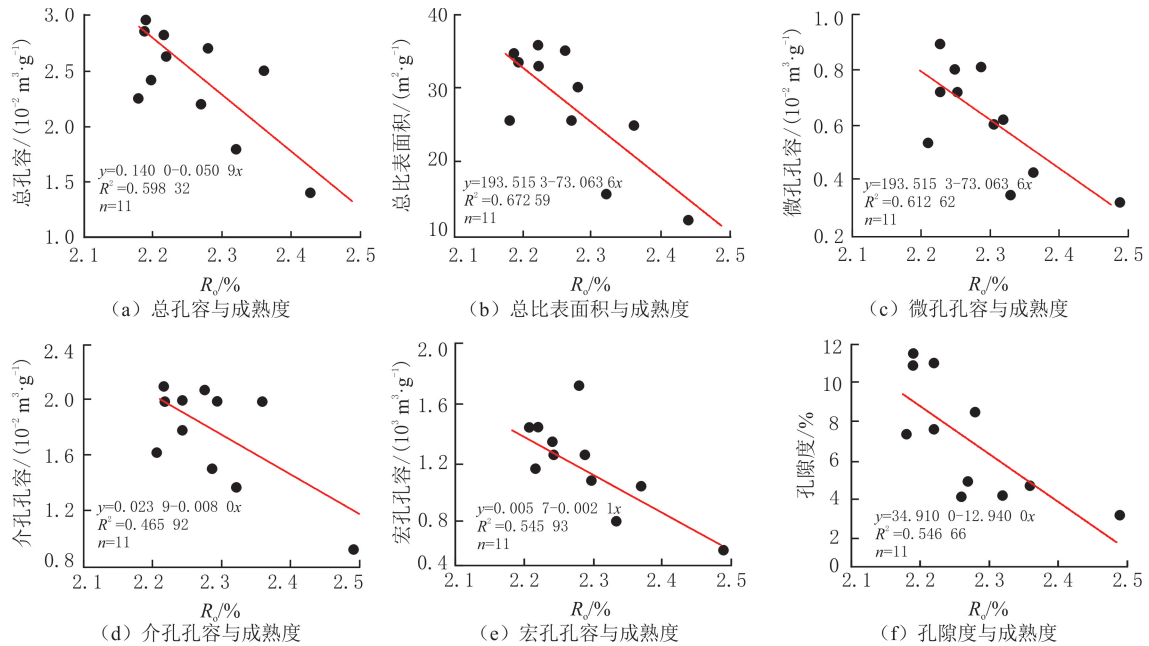 总孔容/(10⁻² m³·g⁻¹)
3.0
2.5
2.0
1.5
1.0
y=0.140 0-0.050 9x
R²=0.598 32
n=11
2.1 2.2 2.3 2.4 2.5
Rₒ/%
(a) 总孔容与成熟度
总比表面积/(m²·g⁻¹)
40
30
20
10
y=193.515 3-73.063 6x
R²=0.672 59
n=11
2.1 2.2 2.3 2.4 2.5
Rₒ/%
(b) 总比表面积与成熟度
微孔孔容/(10⁻² m³·g⁻¹)
1.0
0.8
0.6
0.4
0.2
y=193.515 3-73.063 6x
R²=0.612 62
n=11
2.1 2.2 2.3 2.4 2.5
Rₒ/%
(c) 微孔孔容与成熟度
介孔孔容/(10⁻² m³·g⁻¹)
2.4
2.0
1.6
1.2
0.8
y=0.023 9-0.008 0x
R²=0.465 92
n=11
2.1 2.2 2.3 2.4 2.5
Rₒ/%
(d) 介孔孔容与成熟度
宏孔孔容/(10³ m³·g⁻¹)
2.0
1.6
1.2
0.8
0.4
y=0.005 7-0.002 1x
R²=0.545 93
n=11
2.1 2.2 2.3 2.4 2.5
Rₒ/%
(e) 宏孔孔容与成熟度
孔隙度/%
12
10
8
6
4
2
0
y=34.910 0-12.940 0x
R²=0.546 66
n=11
2.1 2.2 2.3 2.4 2.5
Rₒ/%
(f) 孔隙度与成熟度